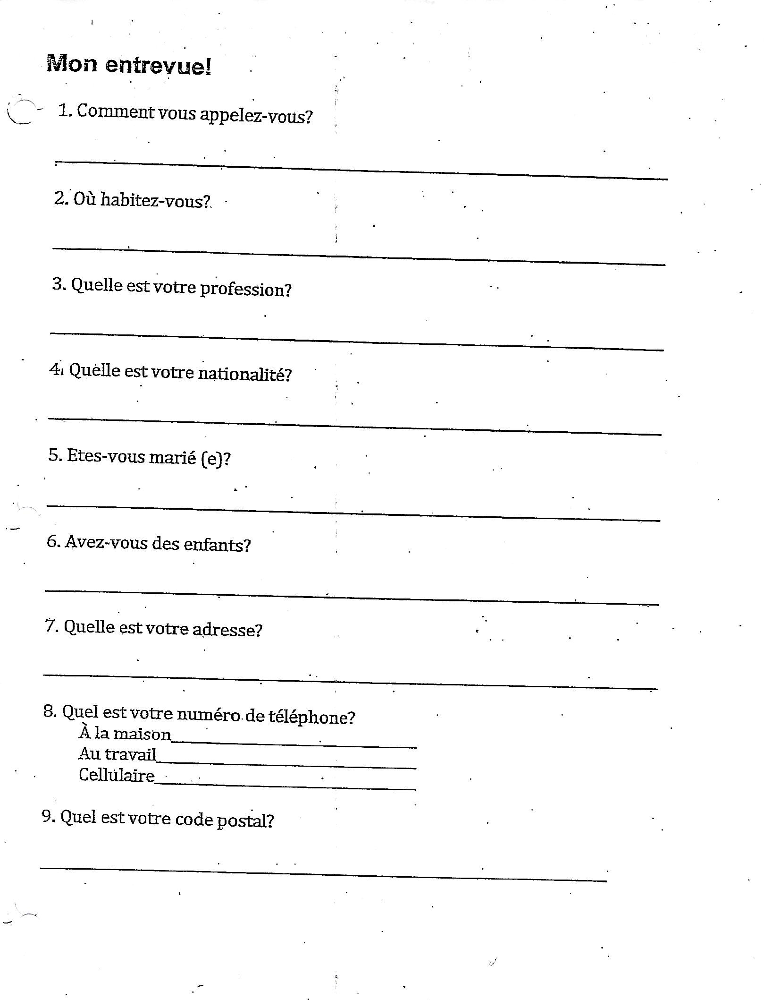 Mon entrevue!
1. Comment vous appelez-vous?
2. Où habitez-vous?
3. Quelle est votre profession?
4. Quelle est votre nationalité?
5. Etes-vous marié (e)?
6. Avez-vous des enfants?
7. Quelle est votre adresse?
8. Quel est votre numéro de téléphone?
À la maison
Au travail
Cellulaire
9. Quel est votre code postal?